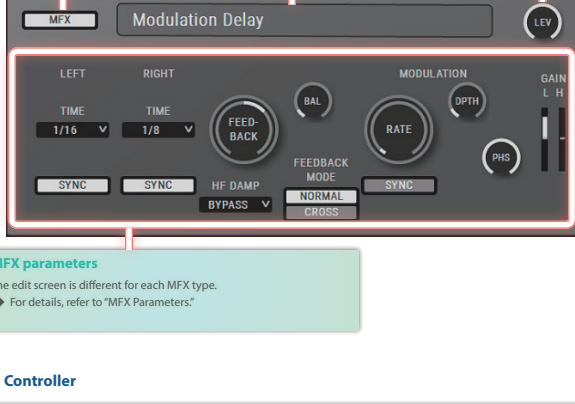 MFX
Modulation Delay
LEV
LEFT
RIGHT
MODULATION
GAIN
L H
TIME
TIME
1/16
1/8
FEED-
BACK
BAL
RATE
DPTH
PHS
FEEDBACK
MODE
SYNC
SYNC
HF DAMP
NORMAL
SYNC
BYPASS
CROSS
MFX parameters
he edit screen is different for each MFX type.
For details, refer to “MFX Parameters.”
Controller